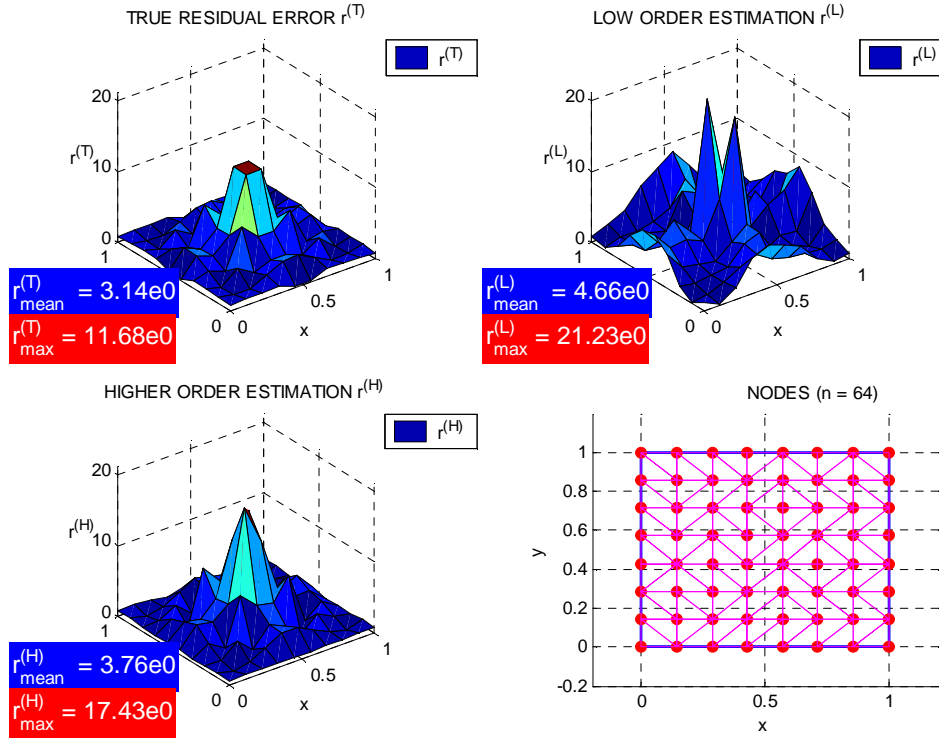 TRUE RESIDUAL ERROR r(T)
r(T)
20
10
0
r(T)
1
0
0
0.5
1
x
r(T)mean = 3.14e0
r(T)max = 11.68e0
LOW ORDER ESTIMATION r(L)
r(L)
20
10
0
r(L)
1
0
0
0.5
1
x
r(L)mean = 4.66e0
r(L)max = 21.23e0
HIGHER ORDER ESTIMATION r(H)
r(H)
20
10
0
r(H)
1
0
0
0.5
1
x
r(H)mean = 3.76e0
r(H)max = 17.43e0
NODES (n = 64)
1
0.8
0.6
0.4
0.2
0
-0.2
y
0
0.5
1
x